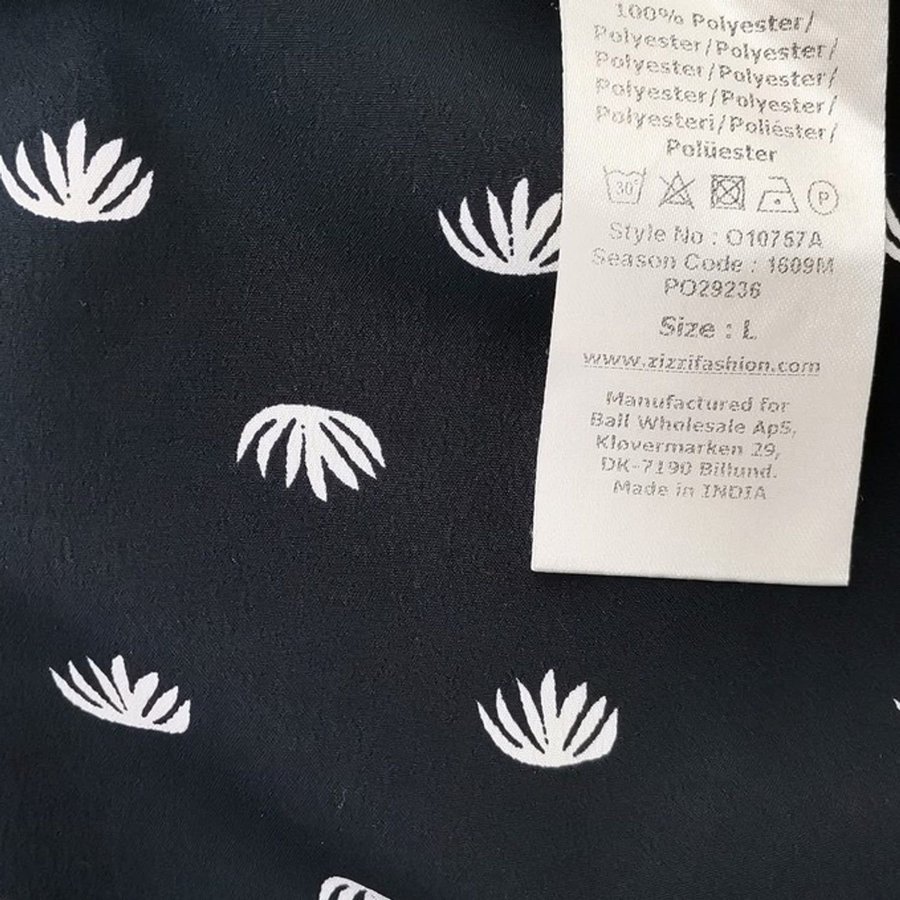 100% Polyester/
Polyester/Polyester/
Polyester/Polyester/
Polyester/Polyester/
Polyesteri/Poliéster/
Polüester
30 P
Style No : O10757A
Season Code : 1609M
PO29236
Size : L
www.zizzifashion.com
Manufactured for
Ball Wholesale ApS,
Klovermarken 29,
DK-7190 Billund.
Made in INDIA